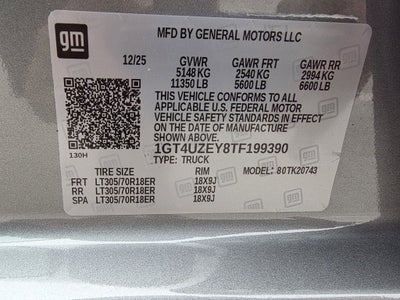 gm
MFD BY GENERAL MOTORS LLC
12/25 GVWR GAWR FRT GAWR RR
5148 KG 2540 KG 2994 KG
11350 LB 5600 LB 6600 LB
THIS VEHICLE CONFORMS TO ALL
APPLICABLE U.S. FEDERAL MOTOR
VEHICLE SAFETY STANDARDS IN
EFFECT ON THE DATE OF
MANUFACTURE SHOWN ABOVE.
1GT4UZEY8TF199390
TYPE: TRUCK
130H
TIRE SIZE RIM MODEL: 80TK20743
FRT LT305/70R18ER 18X9J
RR LT305/70R18ER 18X9J
SPA LT305/70R18ER 18X9J